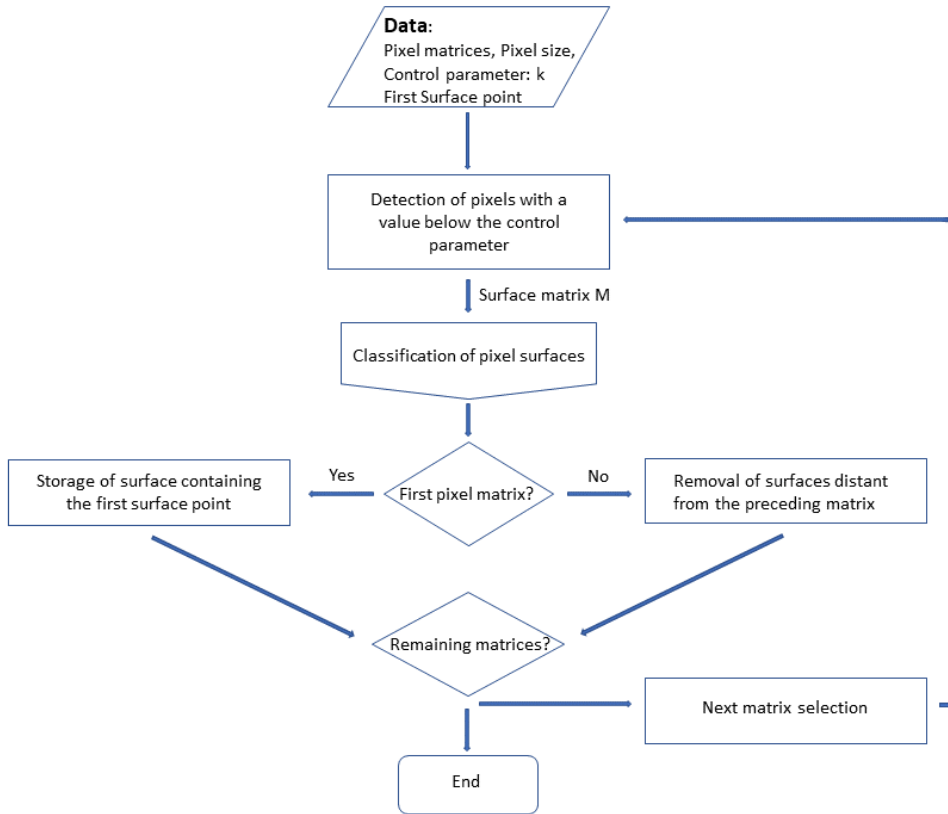 Data:
Pixel matrices, Pixel size,
Control parameter: k
First Surface point
Detection of pixels with a
value below the control
parameter
Surface matrix M
Classification of pixel surfaces
First pixel matrix?
Yes
No
Storage of surface containing
the first surface point
Removal of surfaces distant
from the preceding matrix
Remaining matrices?
Next matrix selection
End